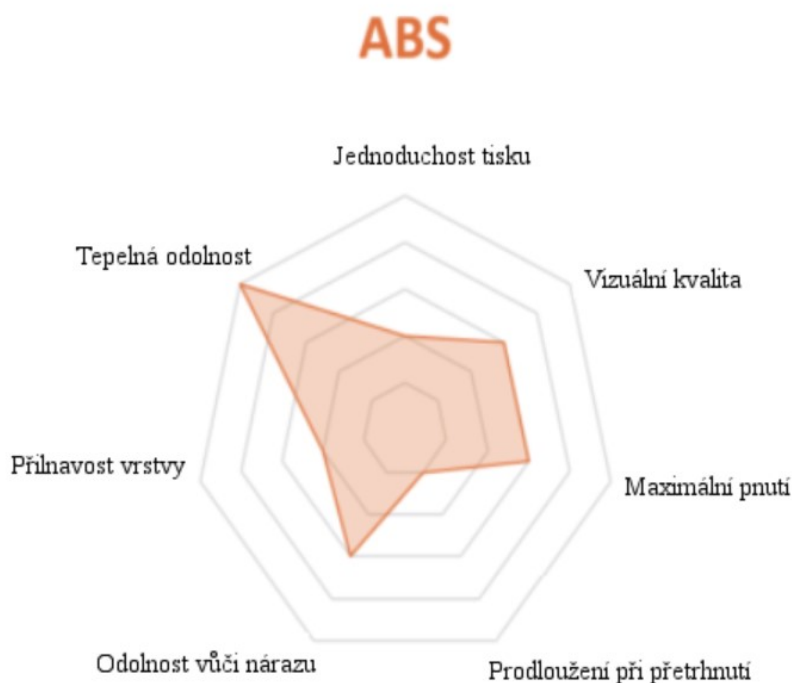 ABS
Jednoduchost tisku
Tepelná odolnost
Vizuální kvalita
Přilnavost vrstvy
Maximální pnutí
Odolnost vůči nárazu
Prodloužení při přetrhnutí